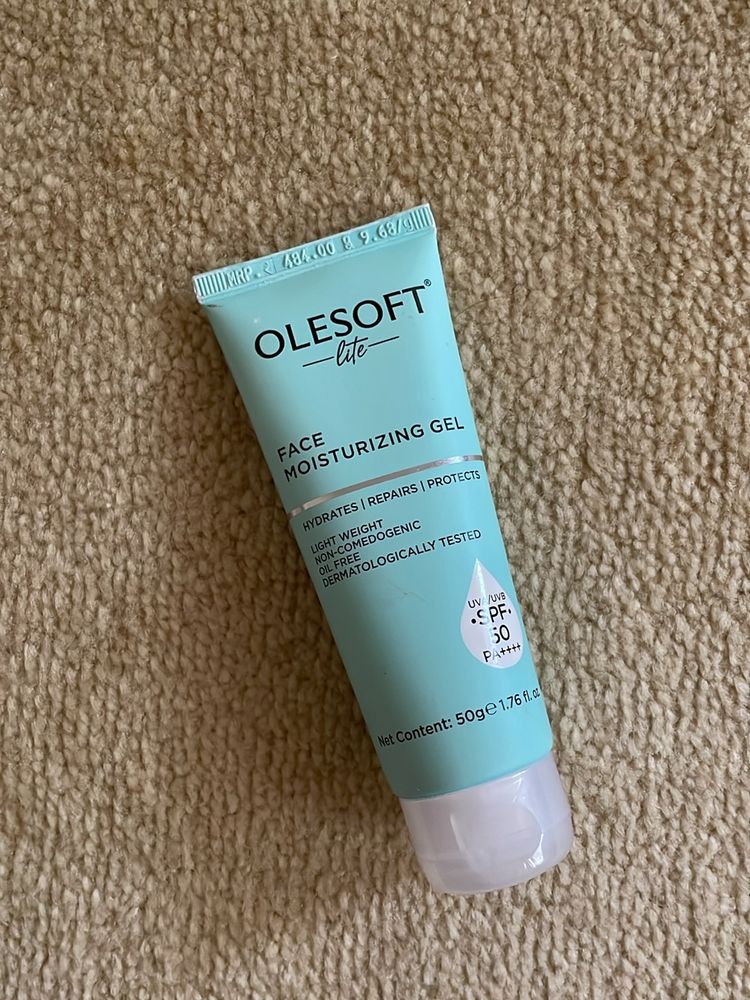 MRP. ₹ 484.00 & 9.68/g
OLESOFT®
lite
FACE
MOISTURIZING GEL
HYDRATES | REPAIRS | PROTECTS
LIGHT WEIGHT
NON-COMEDOGENIC
OIL FREE
DERMATOLOGICALLY TESTED
UVA/UVB
•SPF•
50
PA++++
Net Content: 50g e 1.76 fl. oz